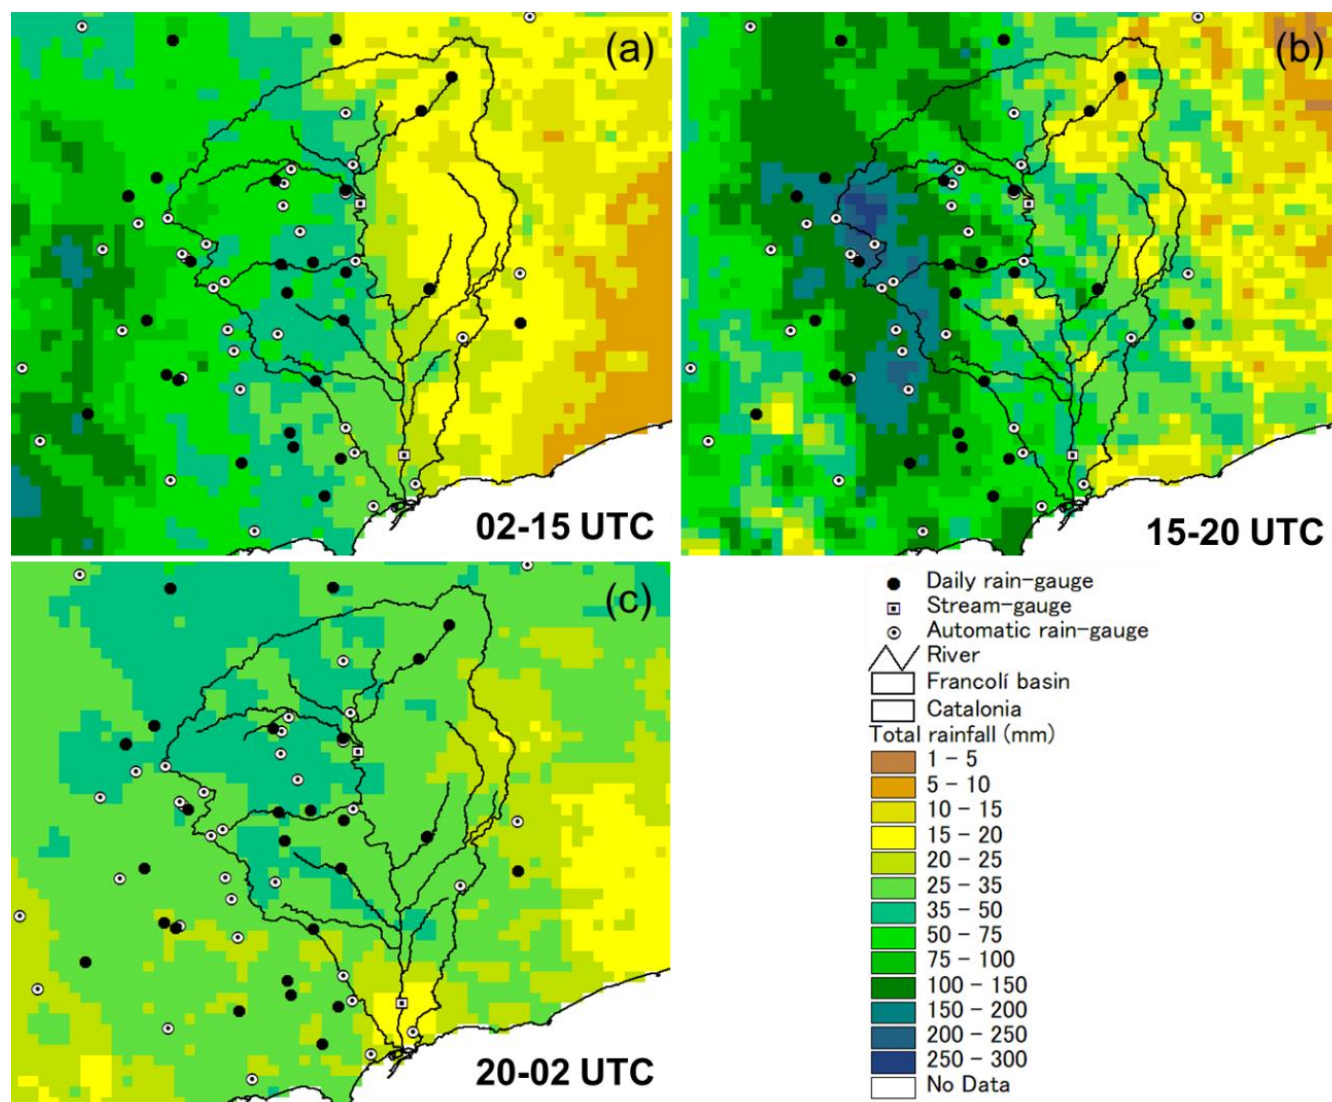 (a)
02-15 UTC
(b)
15-20 UTC
(c)
20-02 UTC
Daily rain-gauge
Stream-gauge
Automatic rain-gauge
River
Francolí basin
Catalonia
Total rainfall (mm)
1 - 5
5 - 10
10 - 15
15 - 20
20 - 25
25 - 35
35 - 50
50 - 75
75 - 100
100 - 150
150 - 200
200 - 250
250 - 300
No Data